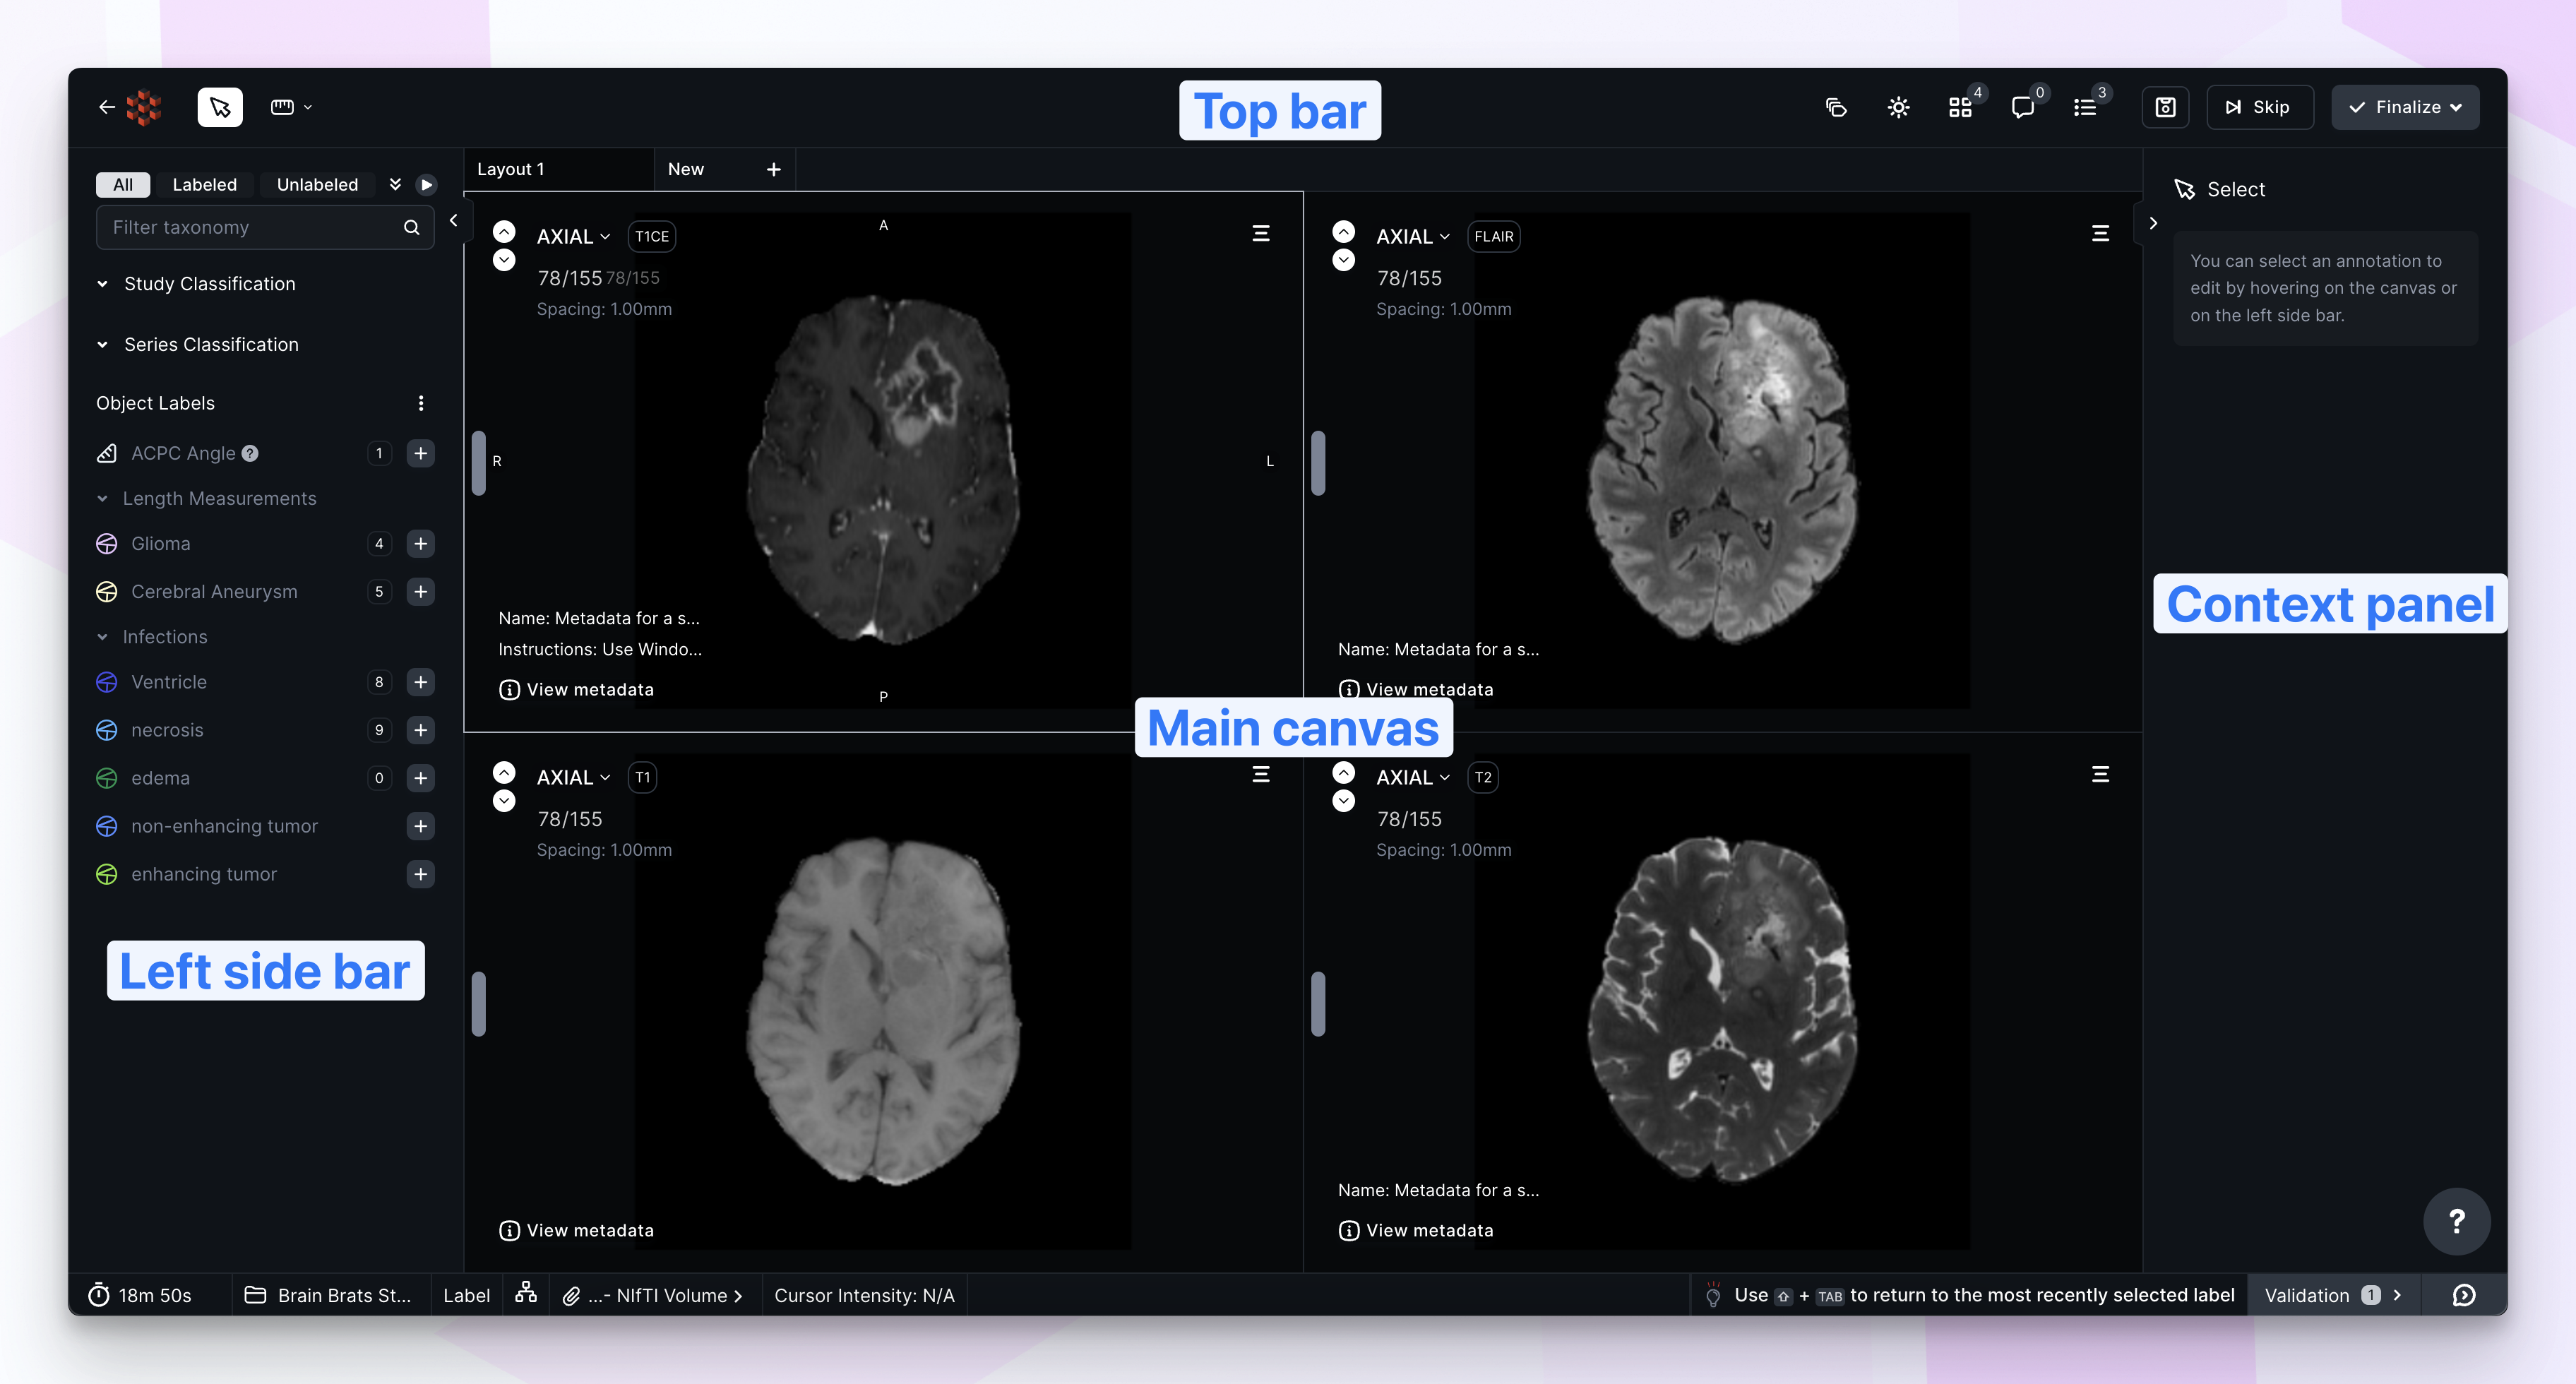 Top bar
4
0
3
Skip
Finalize
All Labeled Unlabeled
Filter taxonomy
Study Classification
Series Classification
Object Labels
ACPC Angle ? 1 +
Length Measurements
Glioma 4 +
Cerebral Aneurysm 5 +
Infections
Ventricle 8 +
necrosis 9 +
edema 0 +
non-enhancing tumor +
enhancing tumor +
Left side bar
Layout 1 New +
AXIAL T1CE
78/155 78/155
Spacing: 1.00mm
A
R
L
P
Name: Metadata for a s...
Instructions: Use Windo...
View metadata
AXIAL FLAIR
78/155
Spacing: 1.00mm
Name: Metadata for a s...
View metadata
Main canvas
AXIAL T1
78/155
Spacing: 1.00mm
View metadata
AXIAL T2
78/155
Spacing: 1.00mm
Name: Metadata for a s...
View metadata
Select
You can select an annotation to
edit by hovering on the canvas or
on the left side bar.
Context panel
?
18m 50s Brain Brats St... Label ...- NIfTI Volume Cursor Intensity: N/A Use ⇧ + TAB to return to the most recently selected label Validation 1